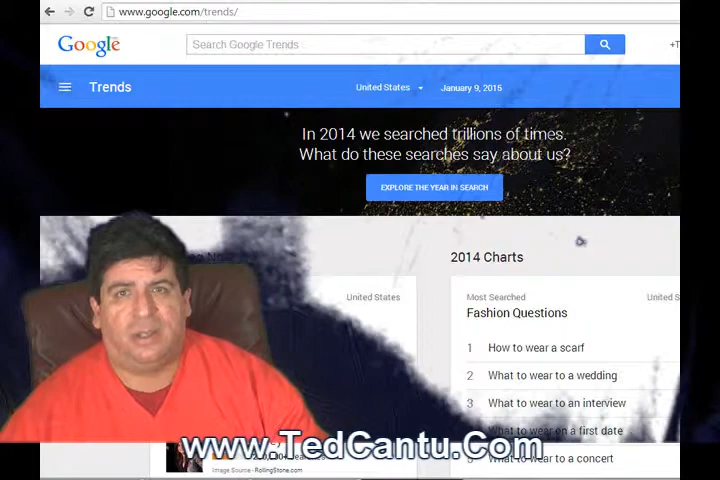 www.google.com/trends/
Google
Search Google Trends
Trends
United States
January 9, 2015
In 2014 we searched trillions of times.
What do these searches say about us?
EXPLORE THE YEAR IN SEARCH
2014 Charts
United States
Most Searched
Fashion Questions
1 How to wear a scarf
2 What to wear to a wedding
3 What to wear to an interview
What to wear on a first date
What to wear to a concert
www.TedCantu.Com
Image Source - RollingStone.com